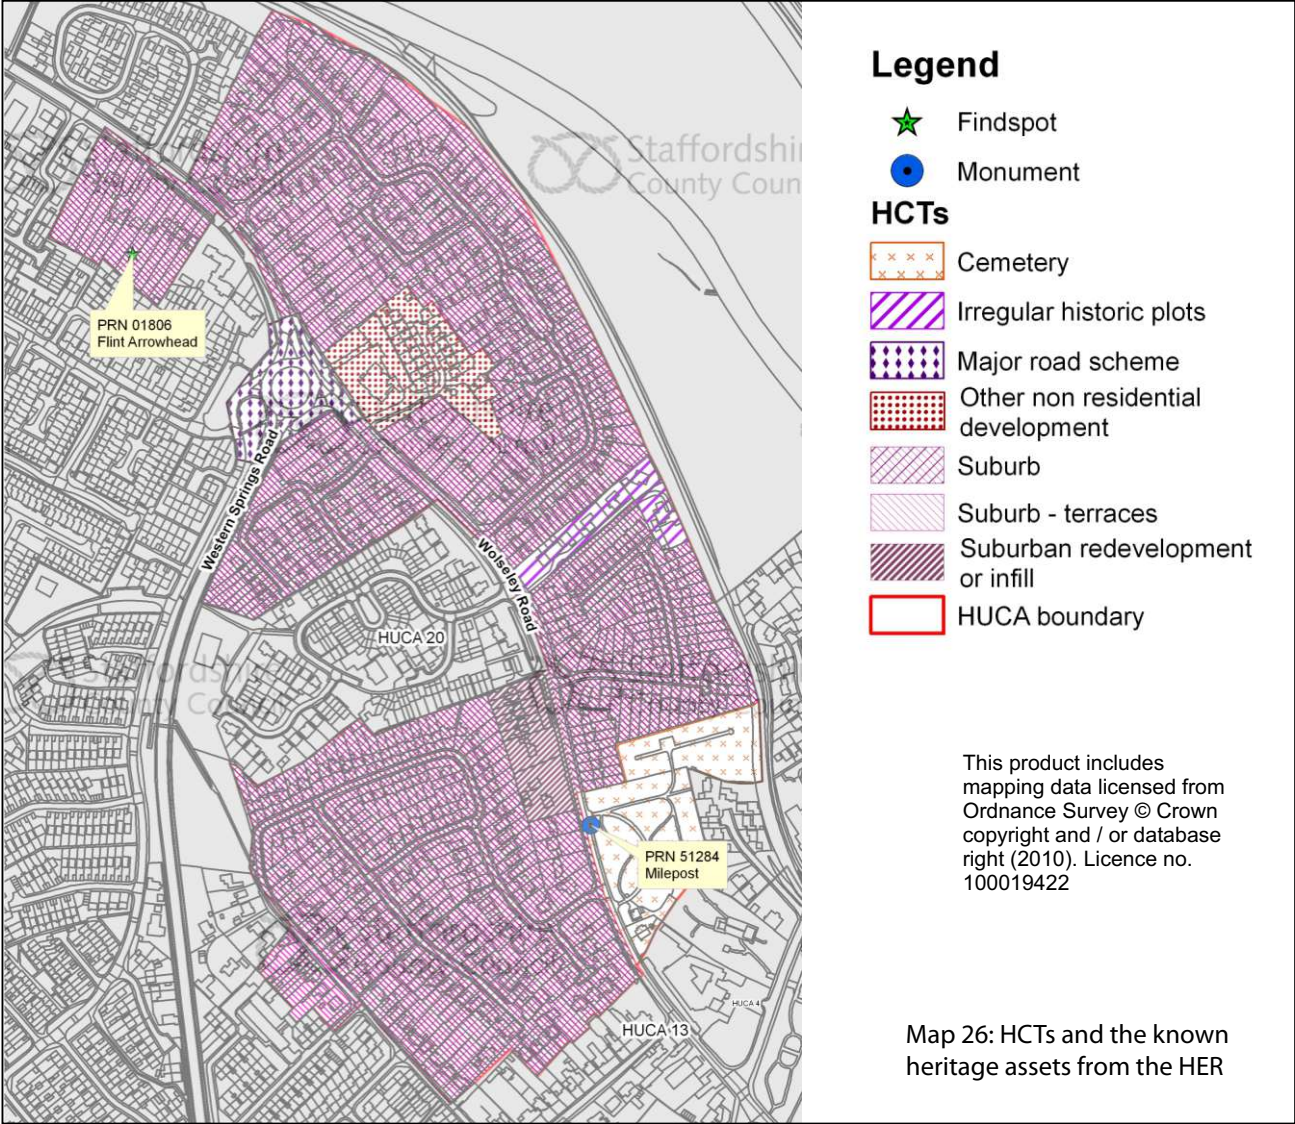 Staffordshi
County Coun
PRN 01806
Flint Arrowhead
Western Springs Road
Wolseley Road
HUCA 20
PRN 51284
Milepost
HUCA 4
HUCA 13
Legend
Findspot
Monument
HCTs
Cemetery
Irregular historic plots
Major road scheme
Other non residential
development
Suburb
Suburb - terraces
Suburban redevelopment
or infill
HUCA boundary
This product includes
mapping data licensed from
Ordnance Survey © Crown
copyright and / or database
right (2010). Licence no.
100019422
Map 26: HCTs and the known
heritage assets from the HER